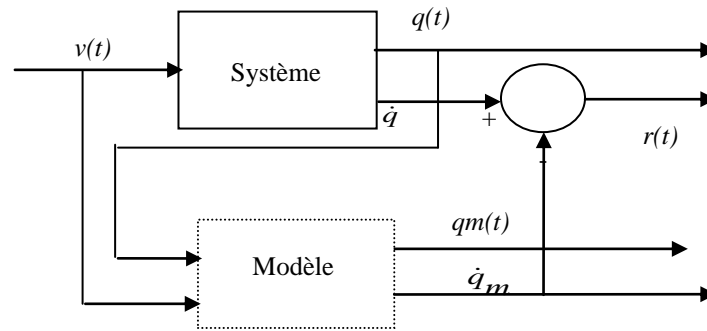 q(t)
v(t)
Système
q̇
+
r(t)
-
qm(t)
Modèle
q̇m